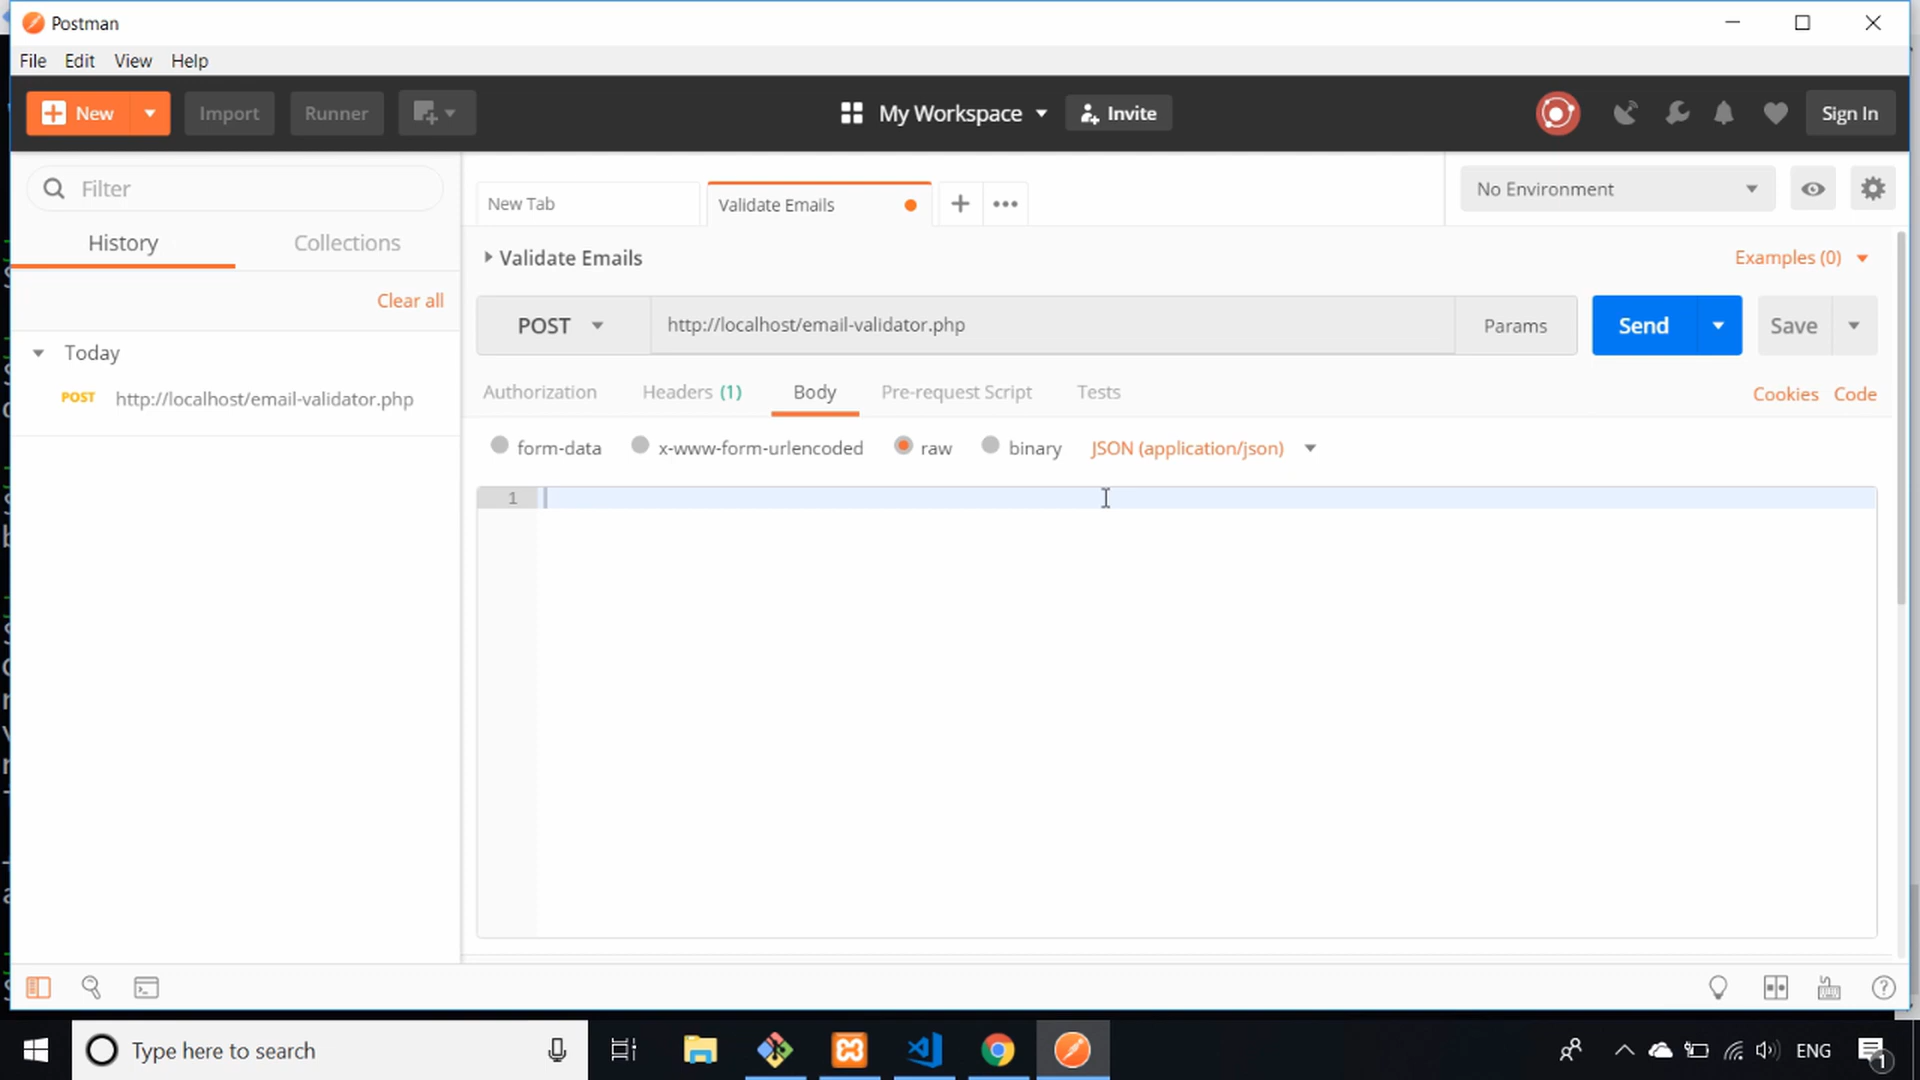 Postman
File Edit View Help
New Import Runner My Workspace Invite Sign In
Filter
History Collections
Clear all
Today
POST http://localhost/email-validator.php
New Tab Validate Emails No Environment
Validate Emails Examples (0)
POST http://localhost/email-validator.php Params Send Save
Authorization Headers (1) Body Pre-request Script Tests Cookies Code
form-data x-www-form-urlencoded raw binary JSON (application/json)
1
Type here to search ENG 1